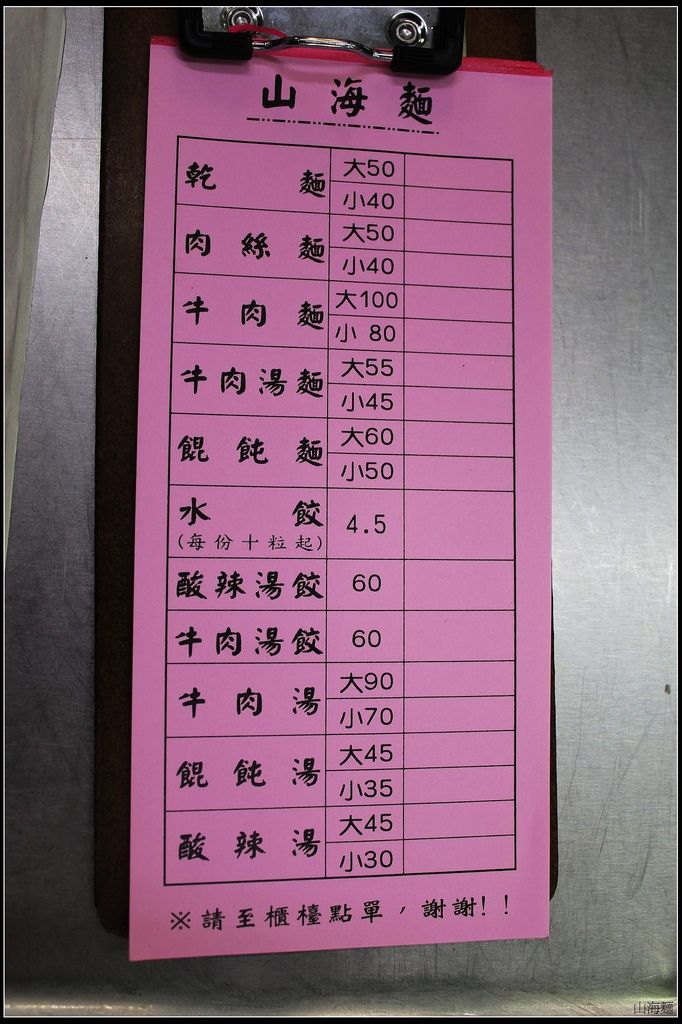 山海麵
乾麵 大50
小40
肉絲麵 大50
小40
牛肉麵 大100
小 80
牛肉湯麵 大55
小45
餛飩麵 大60
小50
水餃 4.5
(每份十粒起)
酸辣湯餃 60
牛肉湯餃 60
牛肉湯 大90
小70
餛飩湯 大45
小35
酸辣湯 大45
小30
※請至櫃檯點單，謝謝!!
山海麵